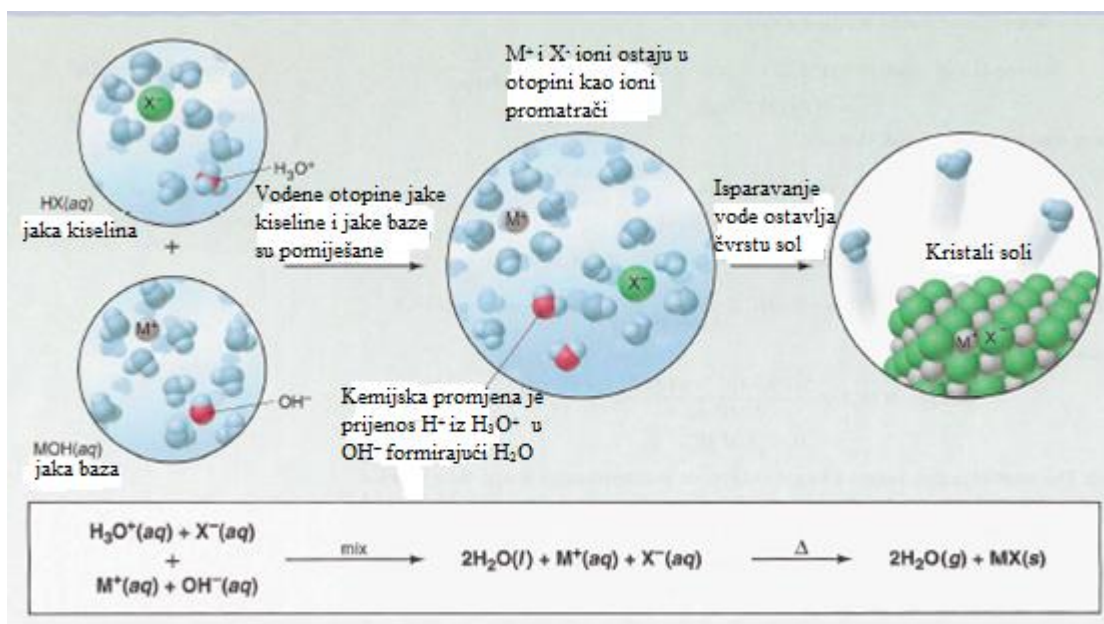 X⁻
H₃O⁺
HX(aq)
jaka kiselina
+
M⁺
OH⁻
MOH(aq)
jaka baza
Vodene otopine jake
kiseline i jake baze
su pomiješane
M⁺ i X⁻ ioni ostaju u
otopini kao ioni
promatrači
M⁺
X⁻
Kemijska promjena je
prijenos H⁺ iz H₃O⁺ u
OH⁻ formirajući H₂O
Isparavanje
vode ostavlja
čvrstu sol
Kristali soli
M⁺ X⁻
H₃O⁺(aq) + X⁻(aq)
+
M⁺(aq) + OH⁻(aq)
mix
2H₂O(l) + M⁺(aq) + X⁻(aq)
Δ
2H₂O(g) + MX(s)